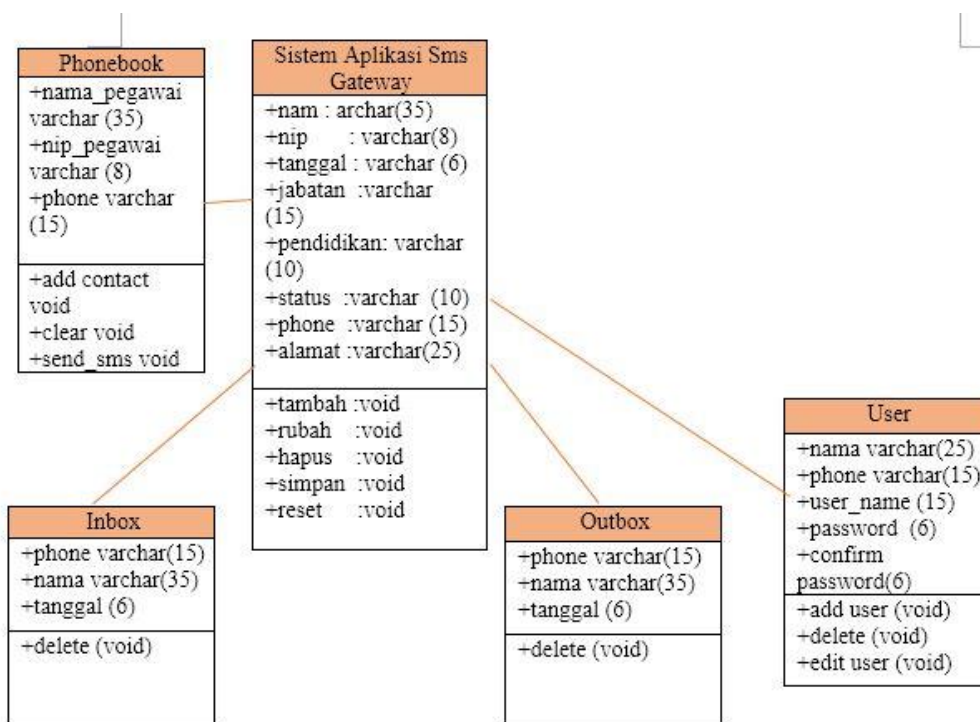 Phonebook
+nama_pegawai
varchar (35)
+nip_pegawai
varchar (8)
+phone varchar
(15)
+add contact
void
+clear void
+send_sms void
Sistem Aplikasi Sms
Gateway
+nam : archar(35)
+nip : varchar(8)
+tanggal : varchar (6)
+jabatan :varchar
(15)
+pendidikan: varchar
(10)
+status :varchar (10)
+phone :varchar (15)
+alamat :varchar(25)
+tambah :void
+rubah :void
+hapus :void
+simpan :void
+reset :void
Inbox
+phone varchar(15)
+nama varchar(35)
+tanggal (6)
+delete (void)
Outbox
+phone varchar(15)
+nama varchar(35)
+tanggal (6)
+delete (void)
User
+nama varchar(25)
+phone varchar(15)
+user_name (15)
+password (6)
+confirm
password(6)
+add user (void)
+delete (void)
+edit user (void)